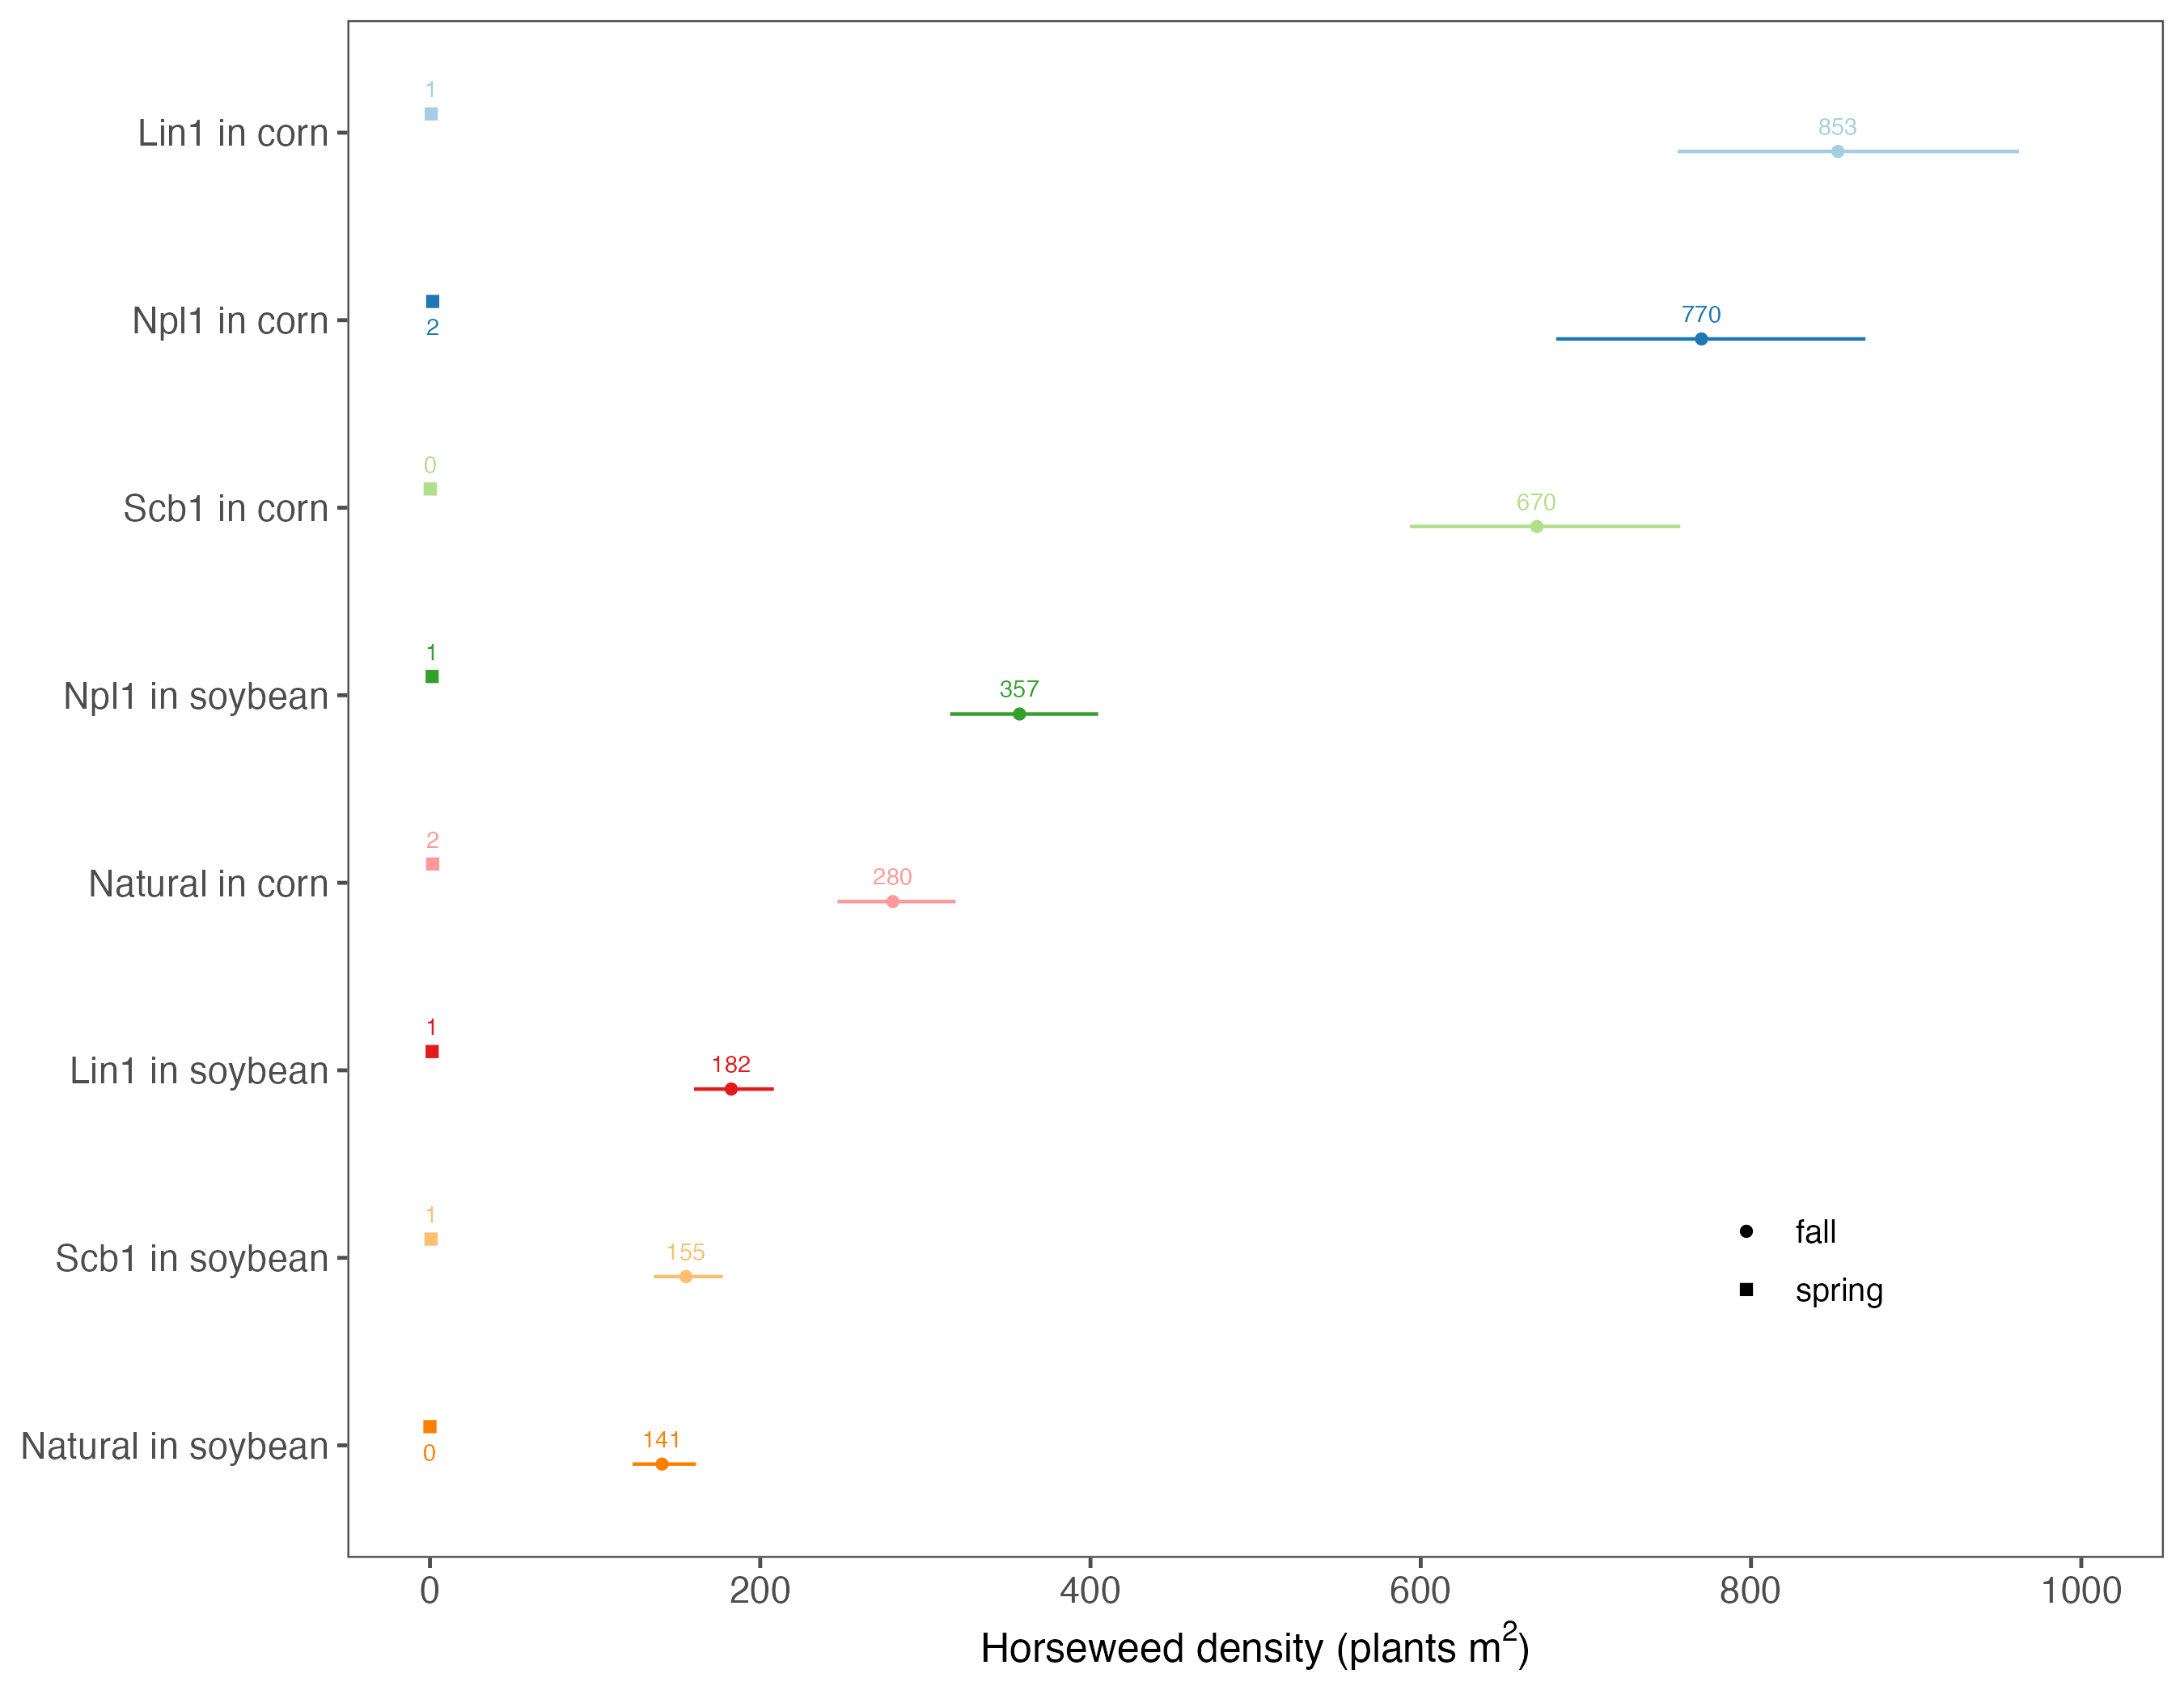 1
Lin1 in corn
853
Npl1 in corn
2
770
0
Scb1 in corn
670
1
Npl1 in soybean
357
2
Natural in corn
280
1
Lin1 in soybean
182
1
Scb1 in soybean
155
fall
spring
Natural in soybean
0
141
0 200 400 600 800 1000
Horseweed density (plants m²)